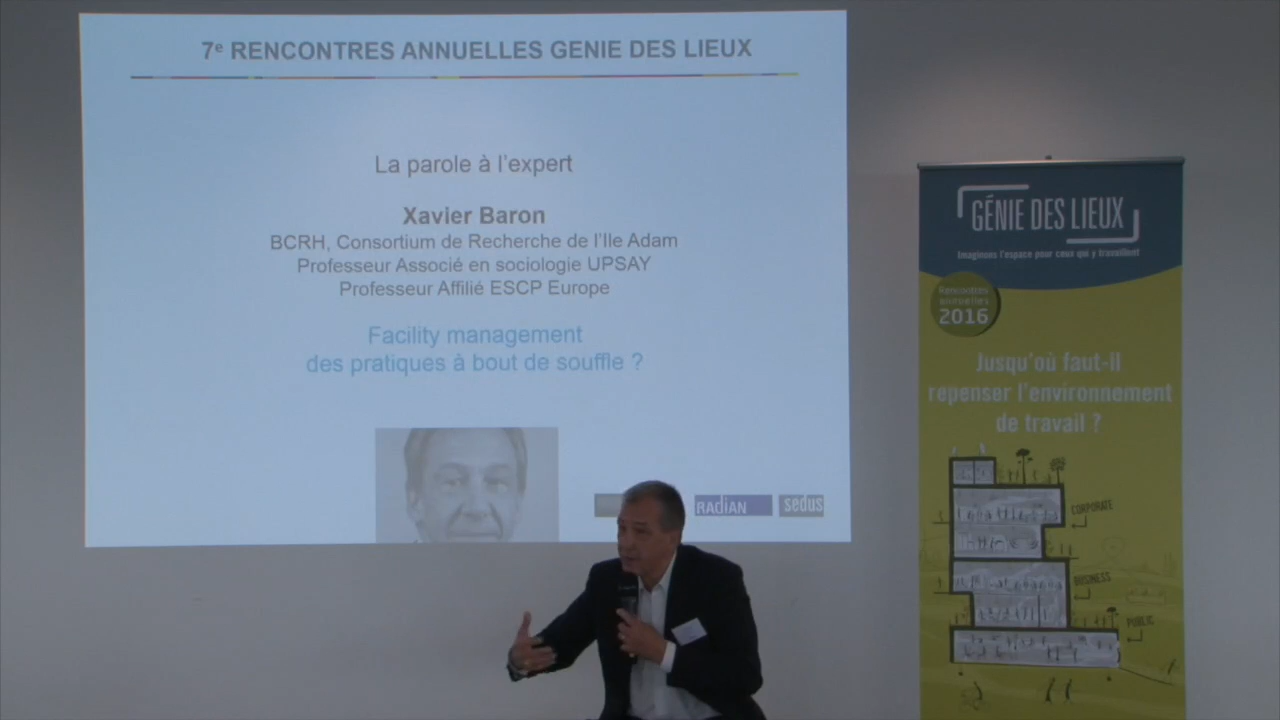 7e RENCONTRES ANNUELLES GENIE DES LIEUX
La parole à l'expert
Xavier Baron
BCRH, Consortium de Recherche de l'Ile Adam
Professeur Associé en sociologie UPSAY
Professeur Affilié ESCP Europe
Facility management
des pratiques à bout de souffle ?
RADIAN
sedus
GÉNIE DES LIEUX
Imaginons l'espace pour ceux qui y travaillent
Rencontres
annuelles
2016
Jusqu'où faut-il
repenser l'environnement
de travail ?
CORPORATE
BUSINESS
PUBLIC